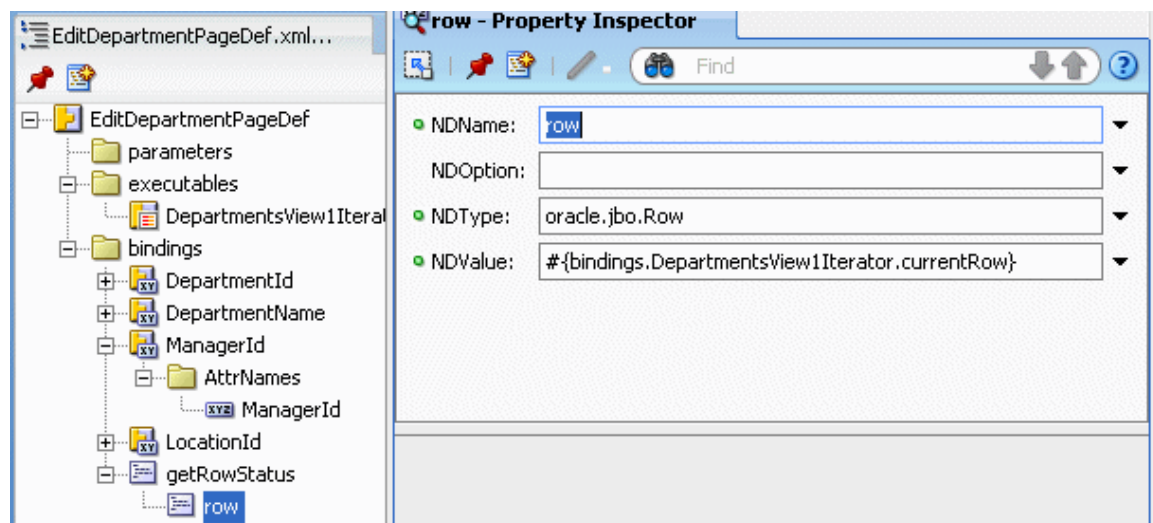 EditDepartmentPageDef.xml...
EditDepartmentPageDef
parameters
executables
DepartmentsView1Itera
bindings
DepartmentId
DepartmentName
ManagerId
AttrNames
ManagerId
LocationId
getRowStatus
row
row - Property Inspector
Find
NDName: row
NDOption:
NDType: oracle.jbo.Row
NDValue: #{bindings.DepartmentsView1Iterator.currentRow}